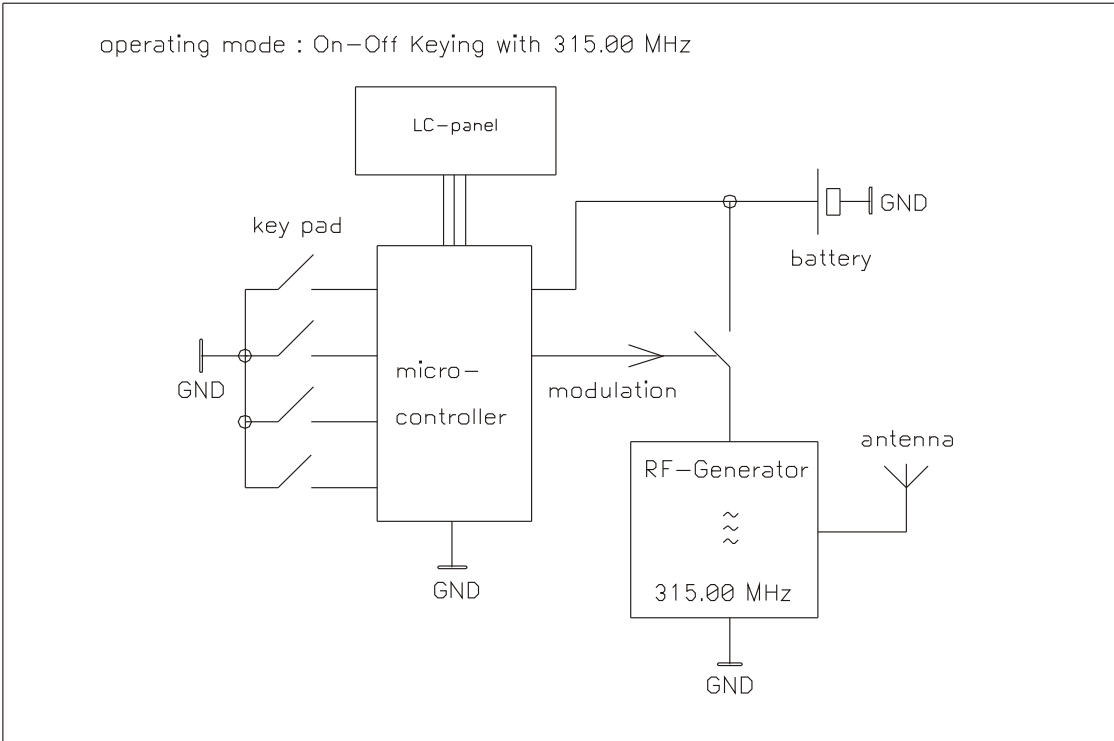 operating mode : On-Off Keying with 315.00 MHz
LC-panel
key pad
GND
battery
GND
micro-
controller
modulation
antenna
RF-Generator
315.00 MHz
GND
GND